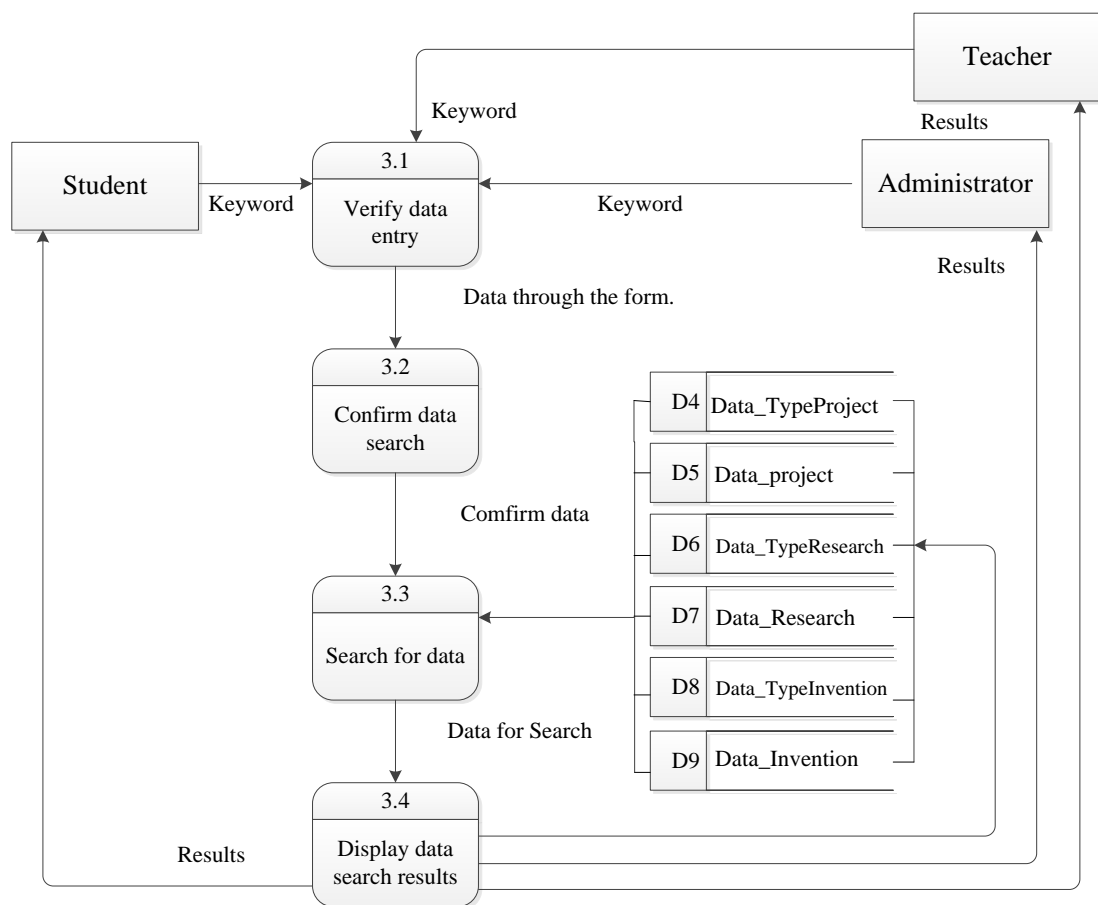 Teacher
Keyword
Results
3.1
Student
Administrator
Keyword
Verify data
entry
Keyword
Results
Data through the form.
3.2
Confirm data
search
D4 Data_TypeProject
D5 Data_project
Comfirm data
D6 Data_TypeResearch
3.3
D7 Data_Research
Search for data
D8 Data_TypeInvention
Data for Search
D9 Data_Invention
3.4
Display data
search results
Results